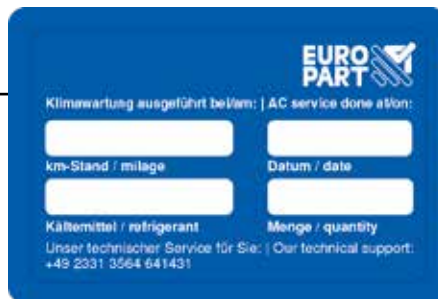 EURO
PART
Klimawartung ausgeführt bei/am: | AC service done at/on:
km-Stand / milage Datum / date
Kältemittel / refrigerant Menge / quantity
Unser technischer Service für Sie: | Our technical support:
+49 2331 3564 641431